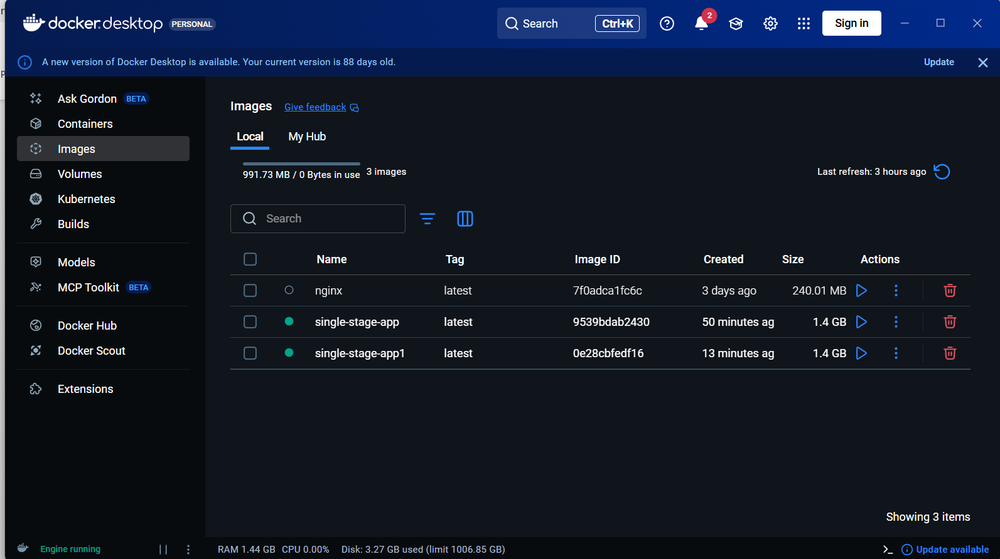 docker.desktop PERSONAL
Search Ctrl+K
2
Sign in
A new version of Docker Desktop is available. Your current version is 88 days old.
Update
Ask Gordon BETA
Containers
Images
Volumes
Kubernetes
Builds
Models
MCP Toolkit BETA
Docker Hub
Docker Scout
Extensions
Images Give feedback
Local My Hub
991.73 MB / 0 Bytes in use 3 images
Last refresh: 3 hours ago
Search
Name Tag Image ID Created Size Actions
nginx latest 7f0adca1fc6c 3 days ago 240.01 MB
single-stage-app latest 9539bdab2430 50 minutes ag 1.4 GB
single-stage-app1 latest 0e28cbfedf16 13 minutes ag 1.4 GB
Showing 3 items
Engine running
RAM 1.44 GB CPU 0.00% Disk: 3.27 GB used (limit 1006.85 GB)
Update available